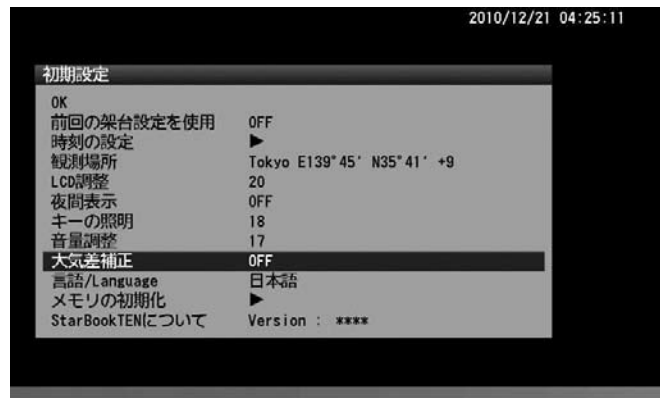 2010/12/21 04:25:11
初期設定
OK
前回の架台設定を使用 OFF
時刻の設定 ▶
観測場所 Tokyo E139°45′ N35°41′ +9
LCD調整 20
夜間表示 OFF
キーの照明 18
音量調整 17
大気差補正 OFF
言語/Language 日本語
メモリの初期化 ▶
StarBookTENについて Version : ****